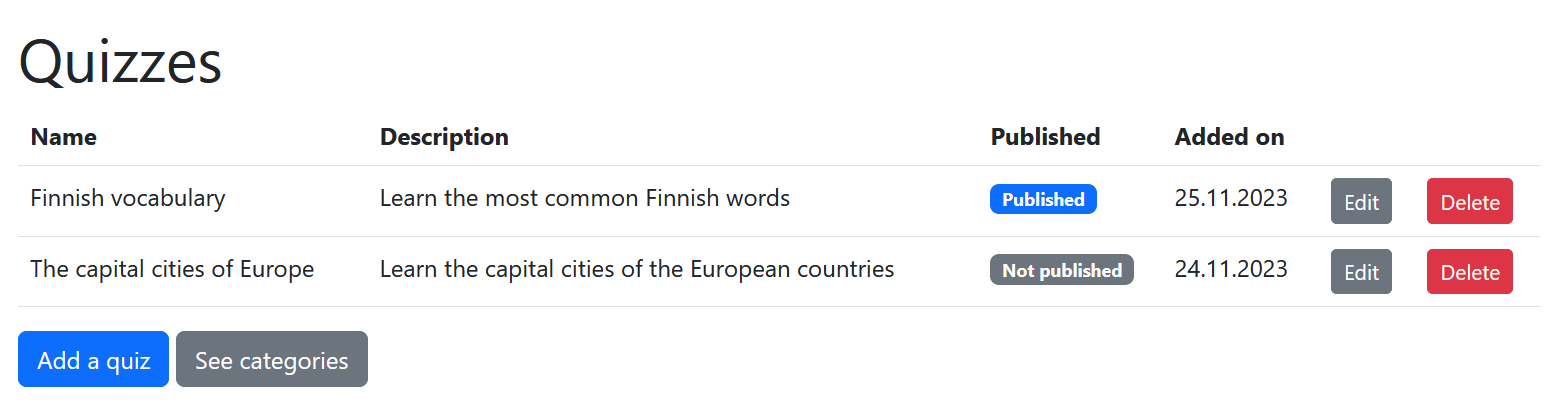 Quizzes
Name Description Published Added on
Finnish vocabulary Learn the most common Finnish words Published 25.11.2023 Edit Delete
The capital cities of Europe Learn the capital cities of the European countries Not published 24.11.2023 Edit Delete
Add a quiz See categories